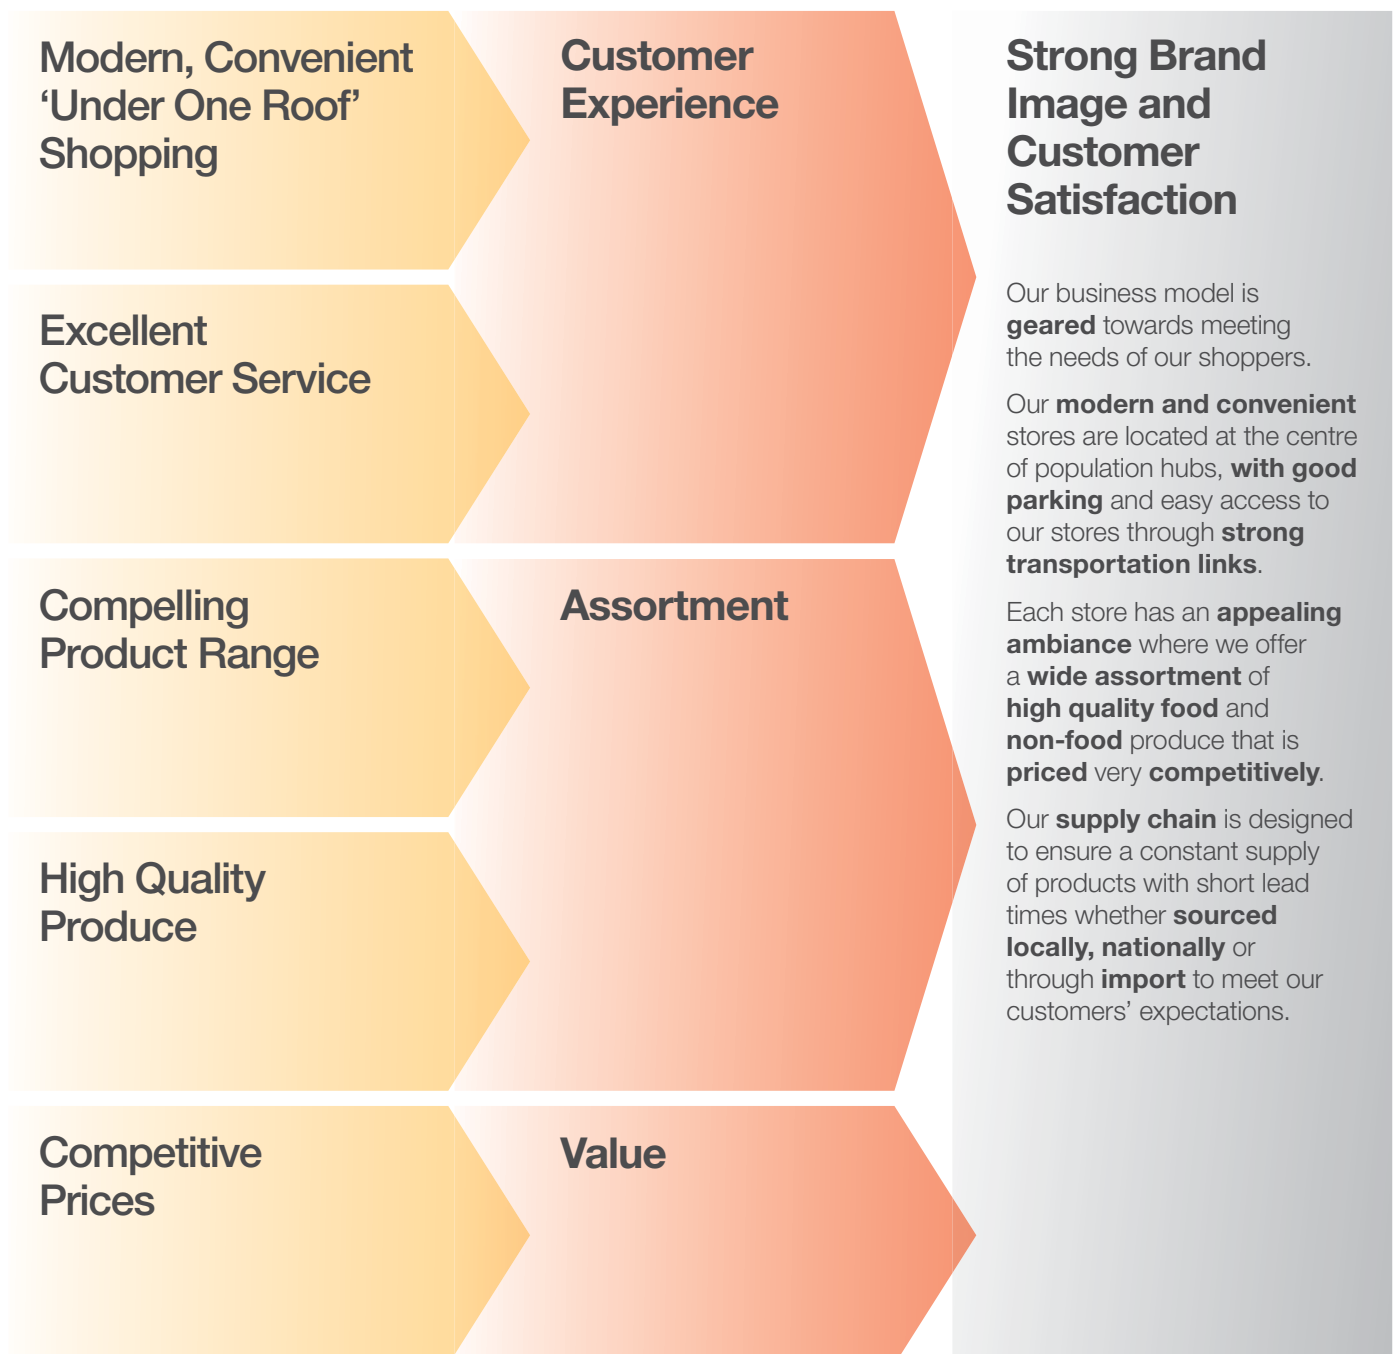 Modern, Convenient
‘Under One Roof’
Shopping
Customer
Experience
Strong Brand
Image and
Customer
Satisfaction
Excellent
Customer Service
Compelling
Product Range
Assortment
High Quality
Produce
Competitive
Prices
Value
Our business model is
geared towards meeting
the needs of our shoppers.
Our modern and convenient
stores are located at the centre
of population hubs, with good
parking and easy access to
our stores through strong
transportation links.
Each store has an appealing
ambiance where we offer
a wide assortment of
high quality food and
non-food produce that is
priced very competitively.
Our supply chain is designed
to ensure a constant supply
of products with short lead
times whether sourced
locally, nationally or
through import to meet our
customers’ expectations.